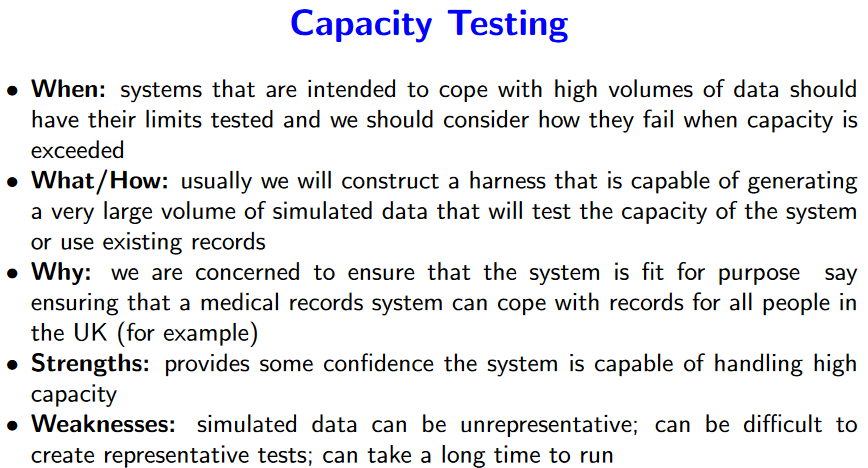 Capacity Testing
• When: systems that are intended to cope with high volumes of data should
have their limits tested and we should consider how they fail when capacity is
exceeded
• What/How: usually we will construct a harness that is capable of generating
a very large volume of simulated data that will test the capacity of the system
or use existing records
• Why: we are concerned to ensure that the system is fit for purpose say
ensuring that a medical records system can cope with records for all people in
the UK (for example)
• Strengths: provides some confidence the system is capable of handling high
capacity
• Weaknesses: simulated data can be unrepresentative; can be difficult to
create representative tests; can take a long time to run